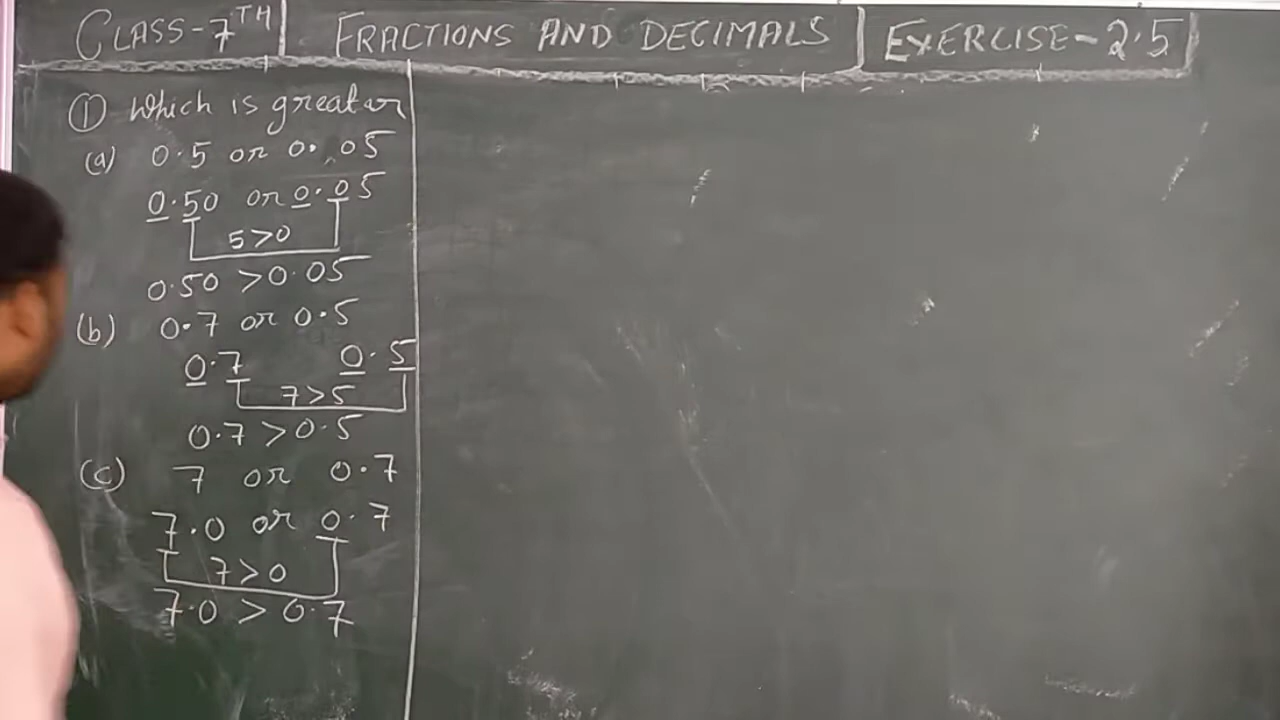 CLASS-7TH
FRACTIONS AND DECIMALS
EXERCISE-2.5
① Which is greater
(a) 0.5 or 0.05
0.50 or 0.05
5>0
0.50 >0.05
(b) 0.7 or 0.5
0.7 0.5
7>5
0.7 >0.5
(c) 7 or 0.7
7.0 or 0.7
7>0
7.0 > 0.7